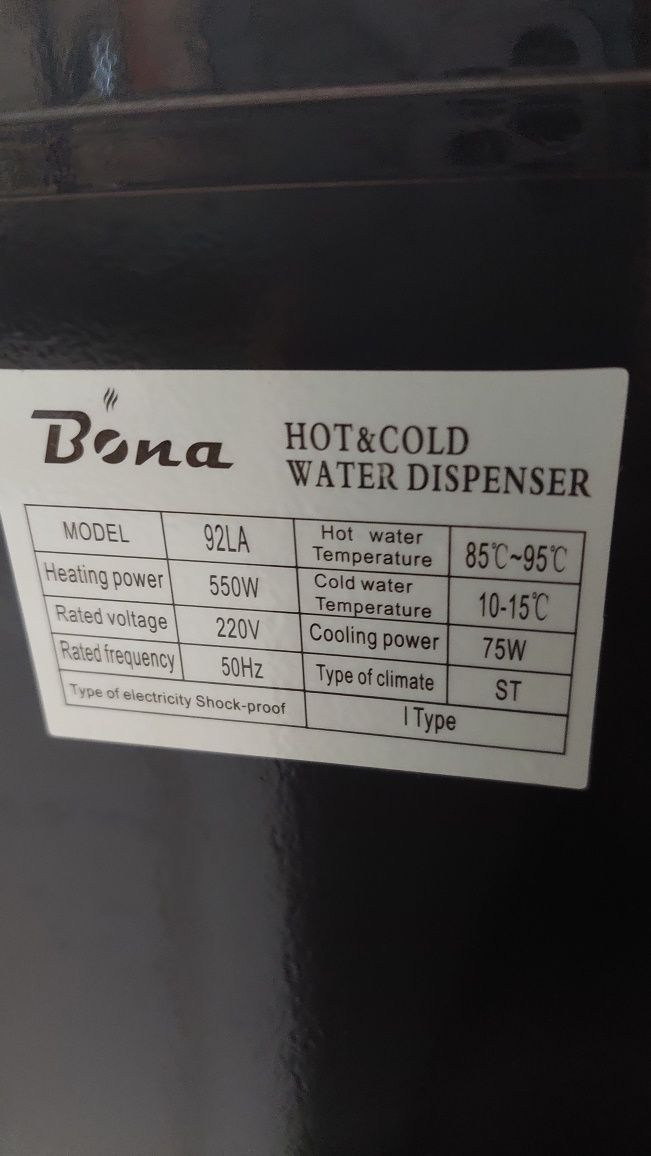 Bona
HOT&COLD
WATER DISPENSER
MODEL 92LA Hot water Temperature 85℃~95℃
Heating power 550W Cold water Temperature 10-15℃
Rated voltage 220V Cooling power 75W
Rated frequency 50Hz Type of climate ST
Type of electricity Shock-proof I Type